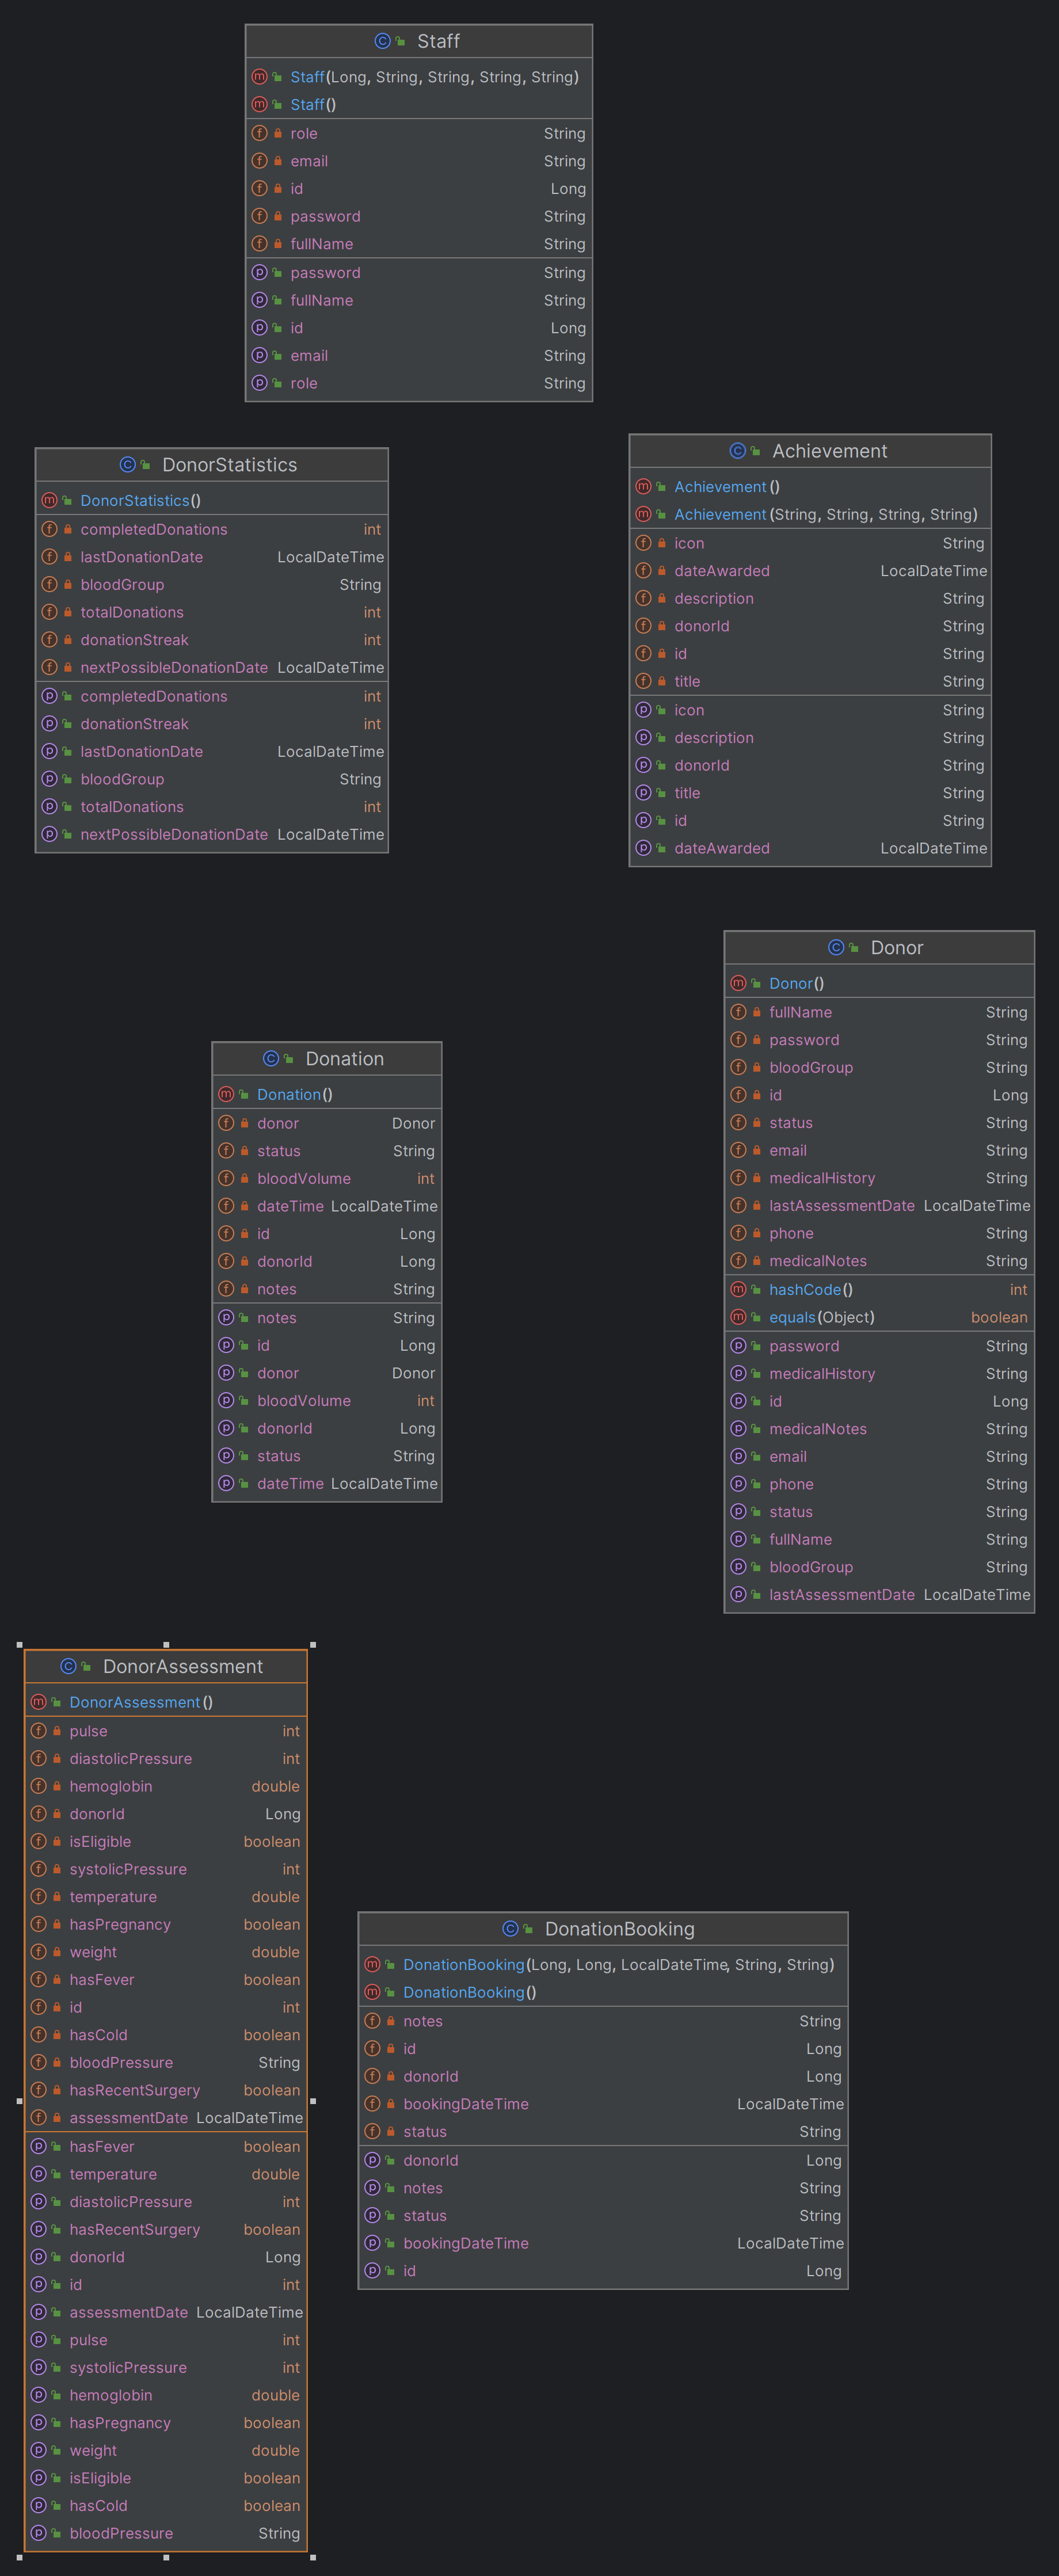 Staff
Staff(Long, String, String, String, String)
Staff()
role String
email String
id Long
password String
fullName String
password String
fullName String
id Long
email String
role String
DonorStatistics
DonorStatistics()
completedDonations int
lastDonationDate LocalDateTime
bloodGroup String
totalDonations int
donationStreak int
nextPossibleDonationDate LocalDateTime
completedDonations int
donationStreak int
lastDonationDate LocalDateTime
bloodGroup String
totalDonations int
nextPossibleDonationDate LocalDateTime
Achievement
Achievement()
Achievement(String, String, String, String)
icon String
dateAwarded LocalDateTime
description String
donorId String
id String
title String
icon String
description String
donorId String
title String
id String
dateAwarded LocalDateTime
Donor
Donor()
fullName String
password String
bloodGroup String
id Long
status String
email String
medicalHistory String
lastAssessmentDate LocalDateTime
phone String
medicalNotes String
hashCode() int
equals(Object) boolean
password String
medicalHistory String
id Long
medicalNotes String
email String
phone String
status String
fullName String
bloodGroup String
lastAssessmentDate LocalDateTime
Donation
Donation()
donor Donor
status String
bloodVolume int
dateTime LocalDateTime
id Long
donorId Long
notes String
notes String
id Long
donor Donor
bloodVolume int
donorId Long
status String
dateTime LocalDateTime
DonorAssessment
DonorAssessment()
pulse int
diastolicPressure int
hemoglobin double
donorId Long
isEligible boolean
systolicPressure int
temperature double
hasPregnancy boolean
weight double
hasFever boolean
id int
hasCold boolean
bloodPressure String
hasRecentSurgery boolean
assessmentDate LocalDateTime
hasFever boolean
temperature double
diastolicPressure int
hasRecentSurgery boolean
donorId Long
id int
assessmentDate LocalDateTime
pulse int
systolicPressure int
hemoglobin double
hasPregnancy boolean
weight double
isEligible boolean
hasCold boolean
bloodPressure String
DonationBooking
DonationBooking(Long, Long, LocalDateTime, String, String)
DonationBooking()
notes String
id Long
donorId Long
bookingDateTime LocalDateTime
status String
donorId Long
notes String
status String
bookingDateTime LocalDateTime
id Long